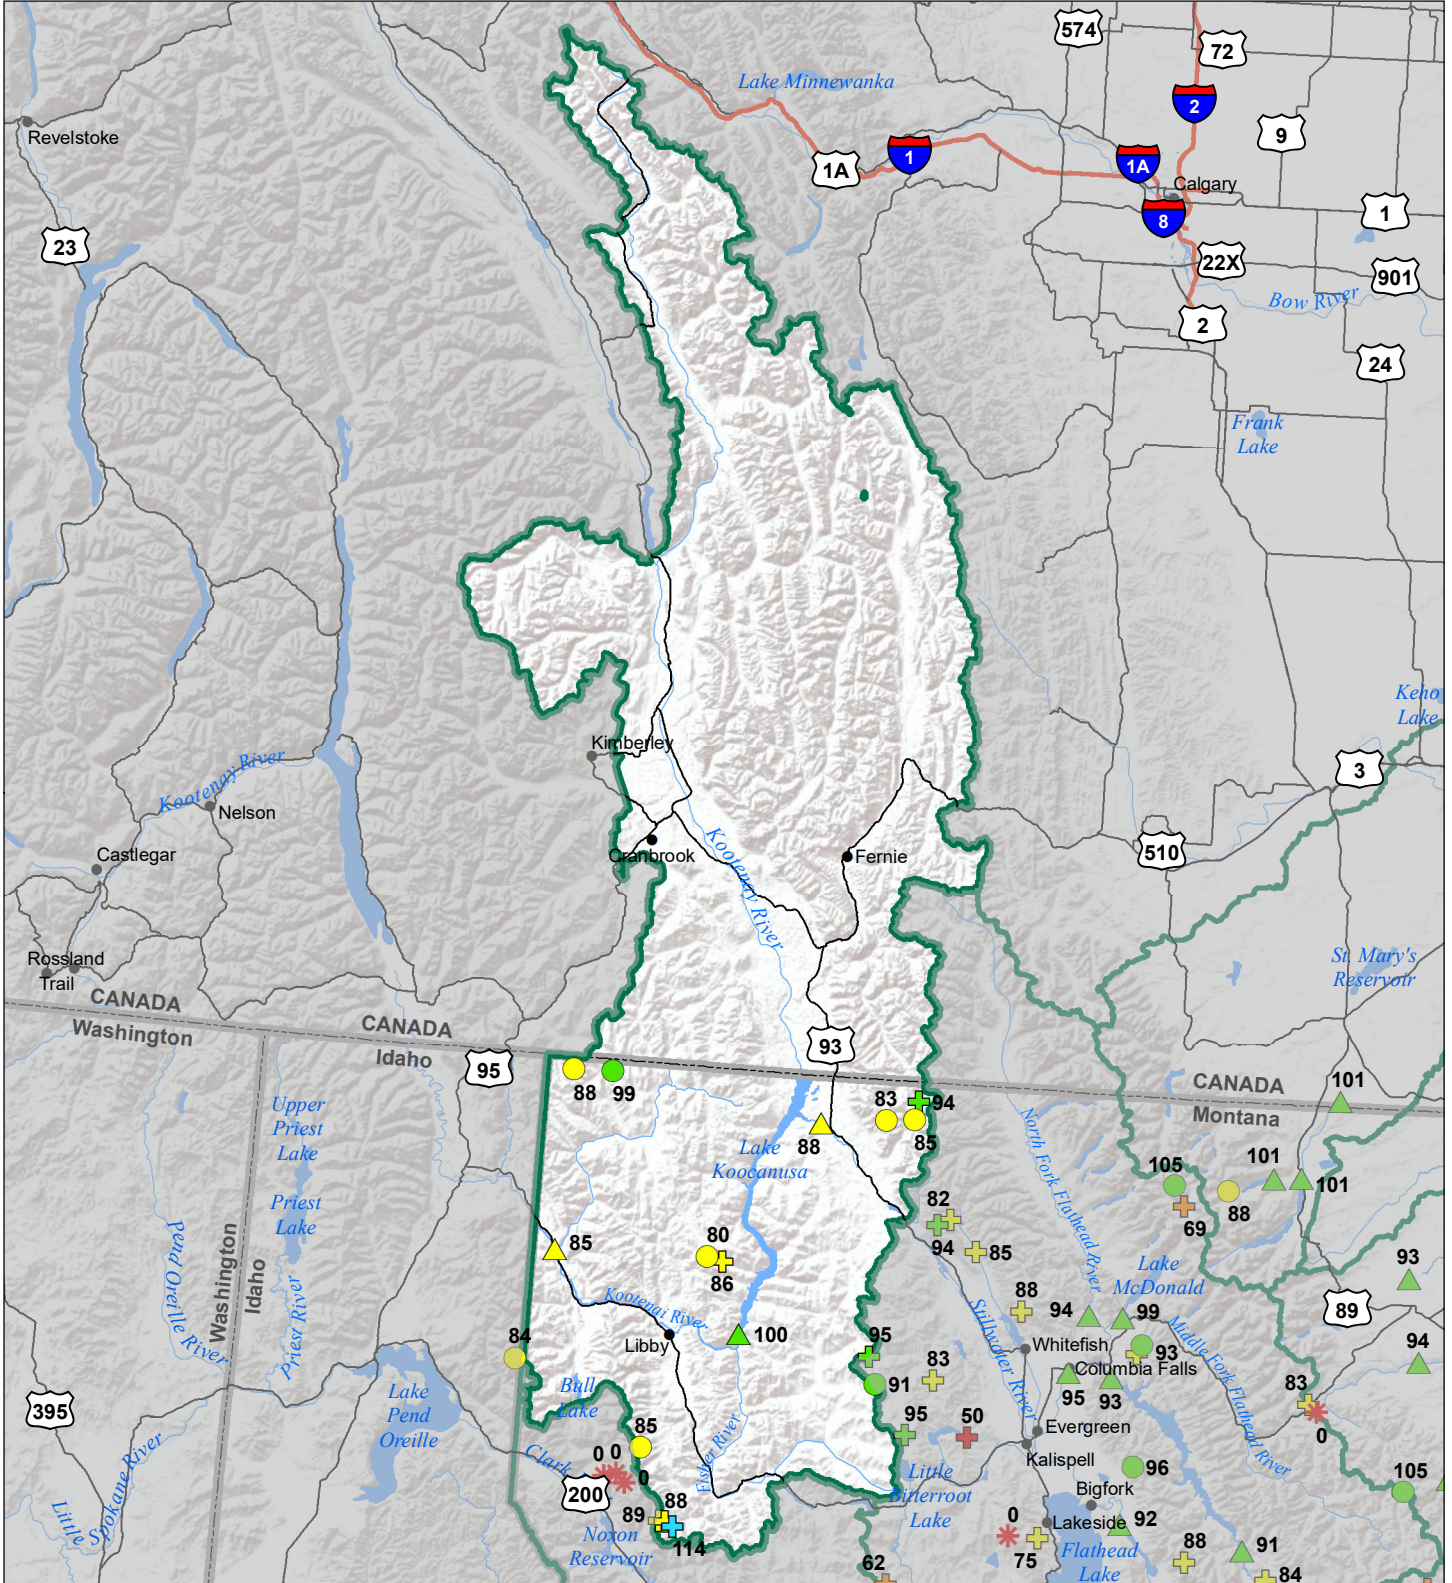 574
72
Lake Minnewanka
2
9
Revelstoke
1
1A
1A
Calgary
1
8
23
22X
901
Bow River
2
24
Frank
Lake
Keho
Lake
Kimberley
3
Kootenay River
Nelson
Castlegar
Cranbrook
Fernie
510
Kootenay River
Rossland
Trail
St. Mary's
Reservoir
CANADA
Washington
CANADA
Idaho
93
95
CANADA
Montana
101
88
99
83
94
85
88
Upper
Priest
Lake
Lake
Koocanusa
North Fork Flathead River
105
101
101
69
88
Priest
Lake
82
94
85
Pend Oreille River
Washington
Idaho
85
80
86
93
Lake
McDonald
Priest River
Kootenai River
88
94
99
89
Libby
100
Stillwater River
Whitefish
93
Middle Fork Flathead River
94
84
95
Columbia Falls
83
91
95
93
83
0
Bull
Lake
Lake
Pend
Oreille
395
95
50
Evergreen
85
Clark
0
0
0
Fisher River
Kalispell
96
105
Little
Bitterroot
Lake
Bigfork
200
Little
Spokane River
89
88
114
Noxon
Reservoir
0
75
Lakeside
92
Flathead
Lake
88
91
62
84